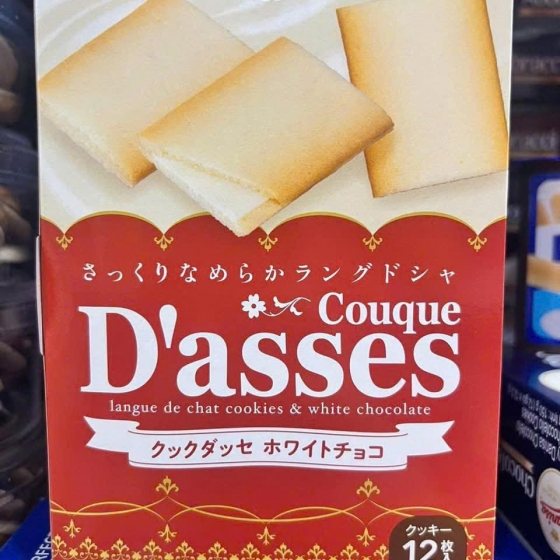 さっくりなめらかラングドシャ
Couque
D'asses
langue de chat cookies & white chocolate
クックダッセ ホワイトチョコ
クッキー
12枚入